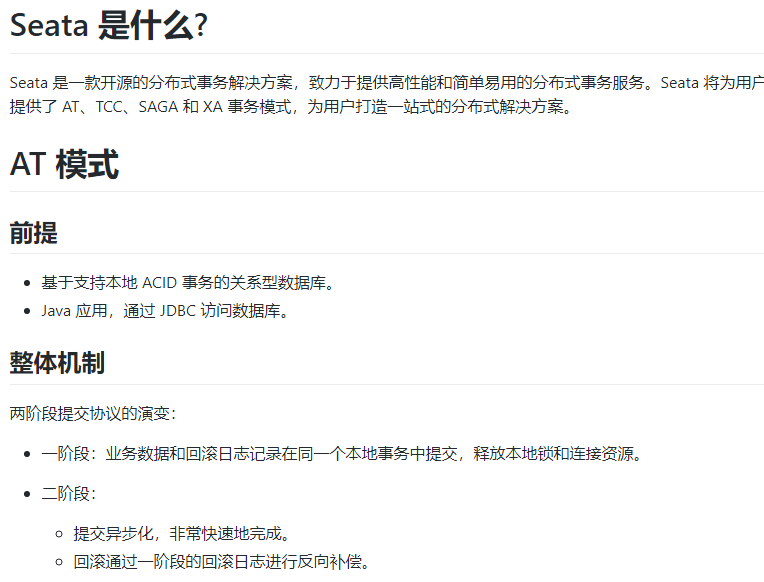 Seata 是什么?
Seata 是一款开源的分布式事务解决方案，致力于提供高性能和简单易用的分布式事务服务。Seata 将为用户
提供了 AT、TCC、SAGA 和 XA 事务模式，为用户打造一站式的分布式解决方案。
AT 模式
前提
基于支持本地 ACID 事务的关系型数据库。
Java 应用，通过 JDBC 访问数据库。
整体机制
两阶段提交协议的演变：
一阶段：业务数据和回滚日志记录在同一个本地事务中提交，释放本地锁和连接资源。
二阶段：
提交异步化，非常快速地完成。
回滚通过一阶段的回滚日志进行反向补偿。